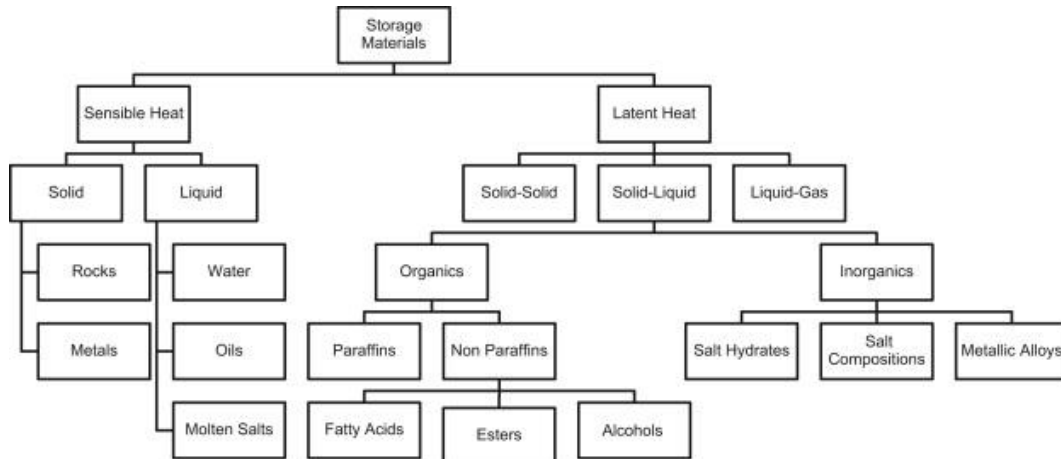 Storage
Materials
Sensible Heat
Latent Heat
Solid
Liquid
Solid-Solid
Solid-Liquid
Liquid-Gas
Rocks
Water
Organics
Inorganics
Metals
Oils
Paraffins
Non Paraffins
Salt Hydrates
Salt
Compositions
Metallic Alloys
Molten Salts
Fatty Acids
Esters
Alcohols